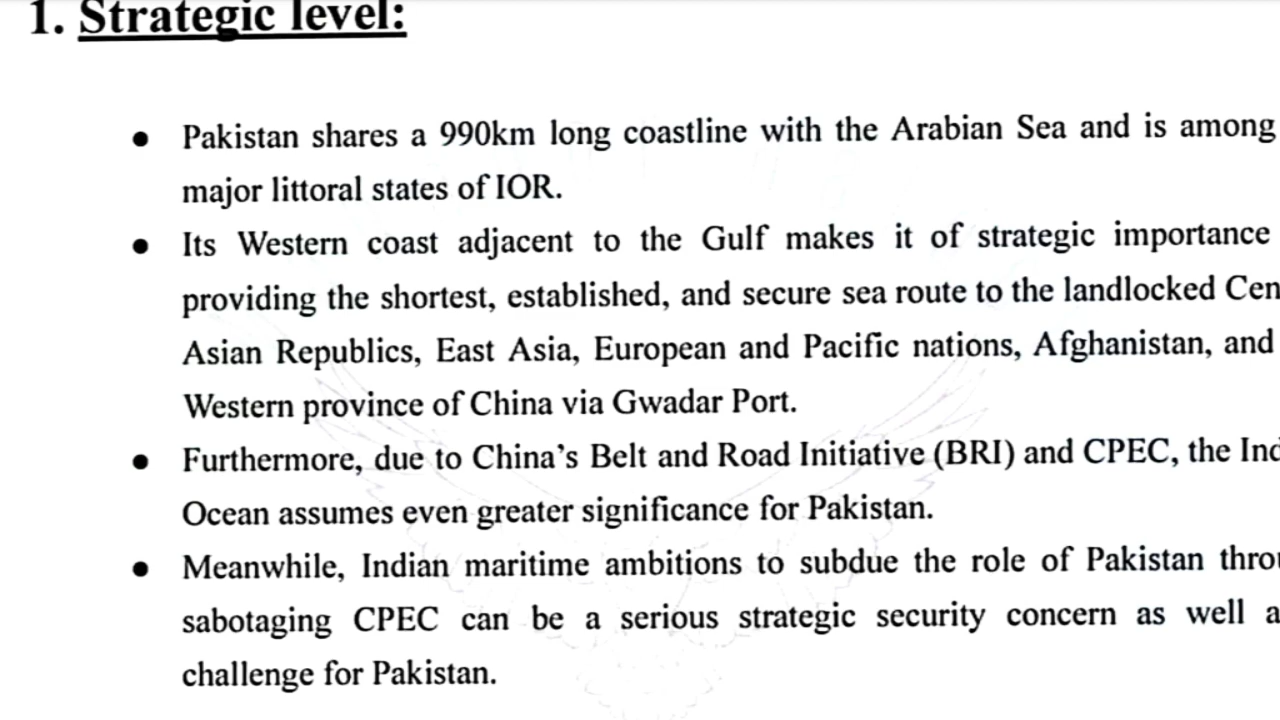 1. Strategic level:
● Pakistan shares a 990km long coastline with the Arabian Sea and is among
major littoral states of IOR.
● Its Western coast adjacent to the Gulf makes it of strategic importance
providing the shortest, established, and secure sea route to the landlocked Cen
Asian Republics, East Asia, European and Pacific nations, Afghanistan, and
Western province of China via Gwadar Port.
● Furthermore, due to China’s Belt and Road Initiative (BRI) and CPEC, the Ind
Ocean assumes even greater significance for Pakistan.
● Meanwhile, Indian maritime ambitions to subdue the role of Pakistan throu
sabotaging CPEC can be a serious strategic security concern as well a
challenge for Pakistan.